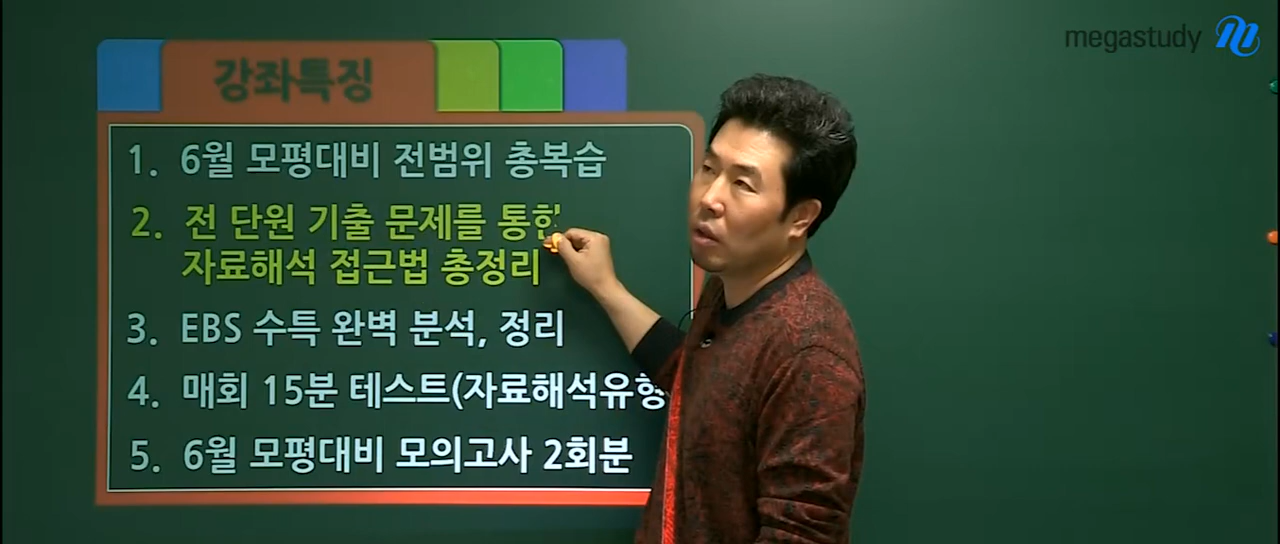 megastudy
강좌특징
1. 6월 모평대비 전범위 총복습
2. 전 단원 기출 문제를 통한
자료해석 접근법 총정리
3. EBS 수특 완벽 분석, 정리
4. 매회 15분 테스트(자료해석유형
5. 6월 모평대비 모의고사 2회분